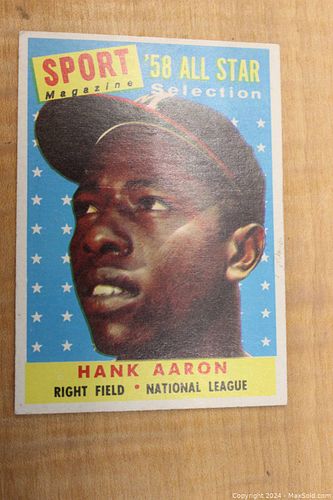 SPORT '58 ALL STAR
Magazine Selection
HANK AARON
RIGHT FIELD • NATIONAL LEAGUE
Copyright 2024 - MaxSold.com